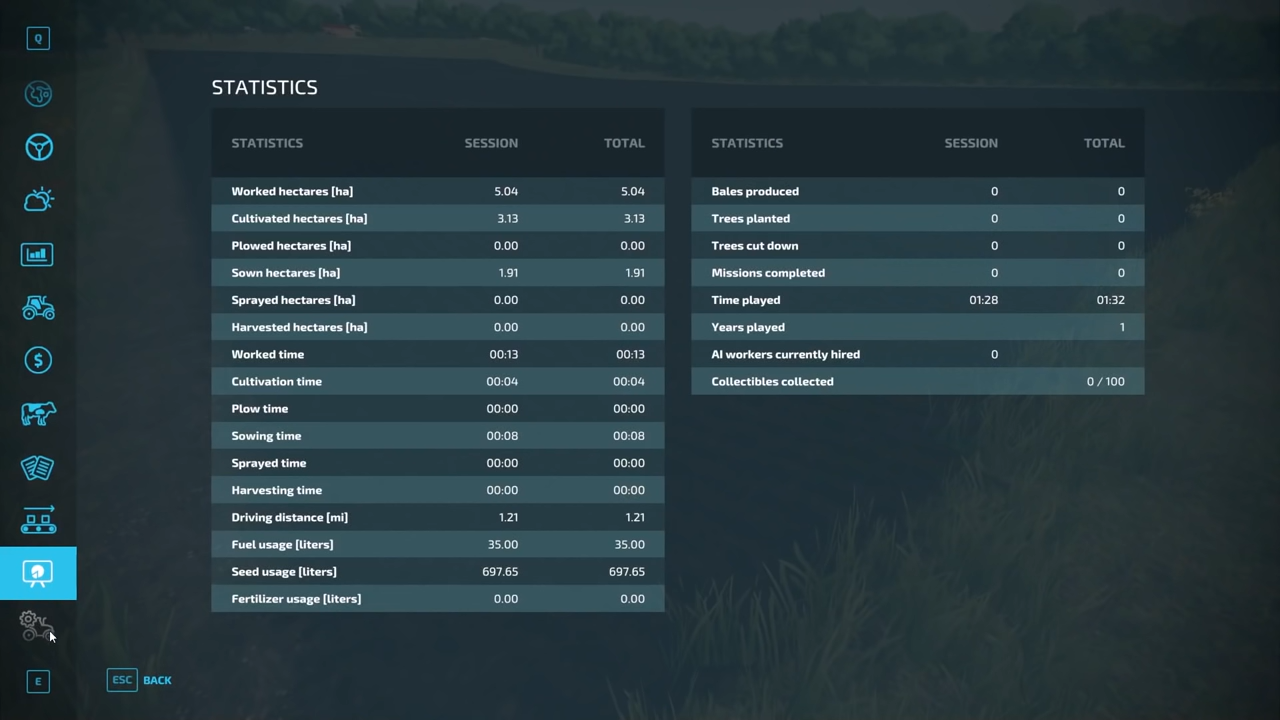 Q
STATISTICS
STATISTICS SESSION TOTAL
Worked hectares [ha] 5.04 5.04
Cultivated hectares [ha] 3.13 3.13
Plowed hectares [ha] 0.00 0.00
Sown hectares [ha] 1.91 1.91
Sprayed hectares [ha] 0.00 0.00
Harvested hectares [ha] 0.00 0.00
Worked time 00:13 00:13
Cultivation time 00:04 00:04
Plow time 00:00 00:00
Sowing time 00:08 00:08
Sprayed time 00:00 00:00
Harvesting time 00:00 00:00
Driving distance [mi] 1.21 1.21
Fuel usage [liters] 35.00 35.00
Seed usage [liters] 697.65 697.65
Fertilizer usage [liters] 0.00 0.00
STATISTICS SESSION TOTAL
Bales produced 0 0
Trees planted 0 0
Trees cut down 0 0
Missions completed 0 0
Time played 01:28 01:32
Years played 1
AI workers currently hired 0
Collectibles collected 0 / 100
$
E
ESC BACK